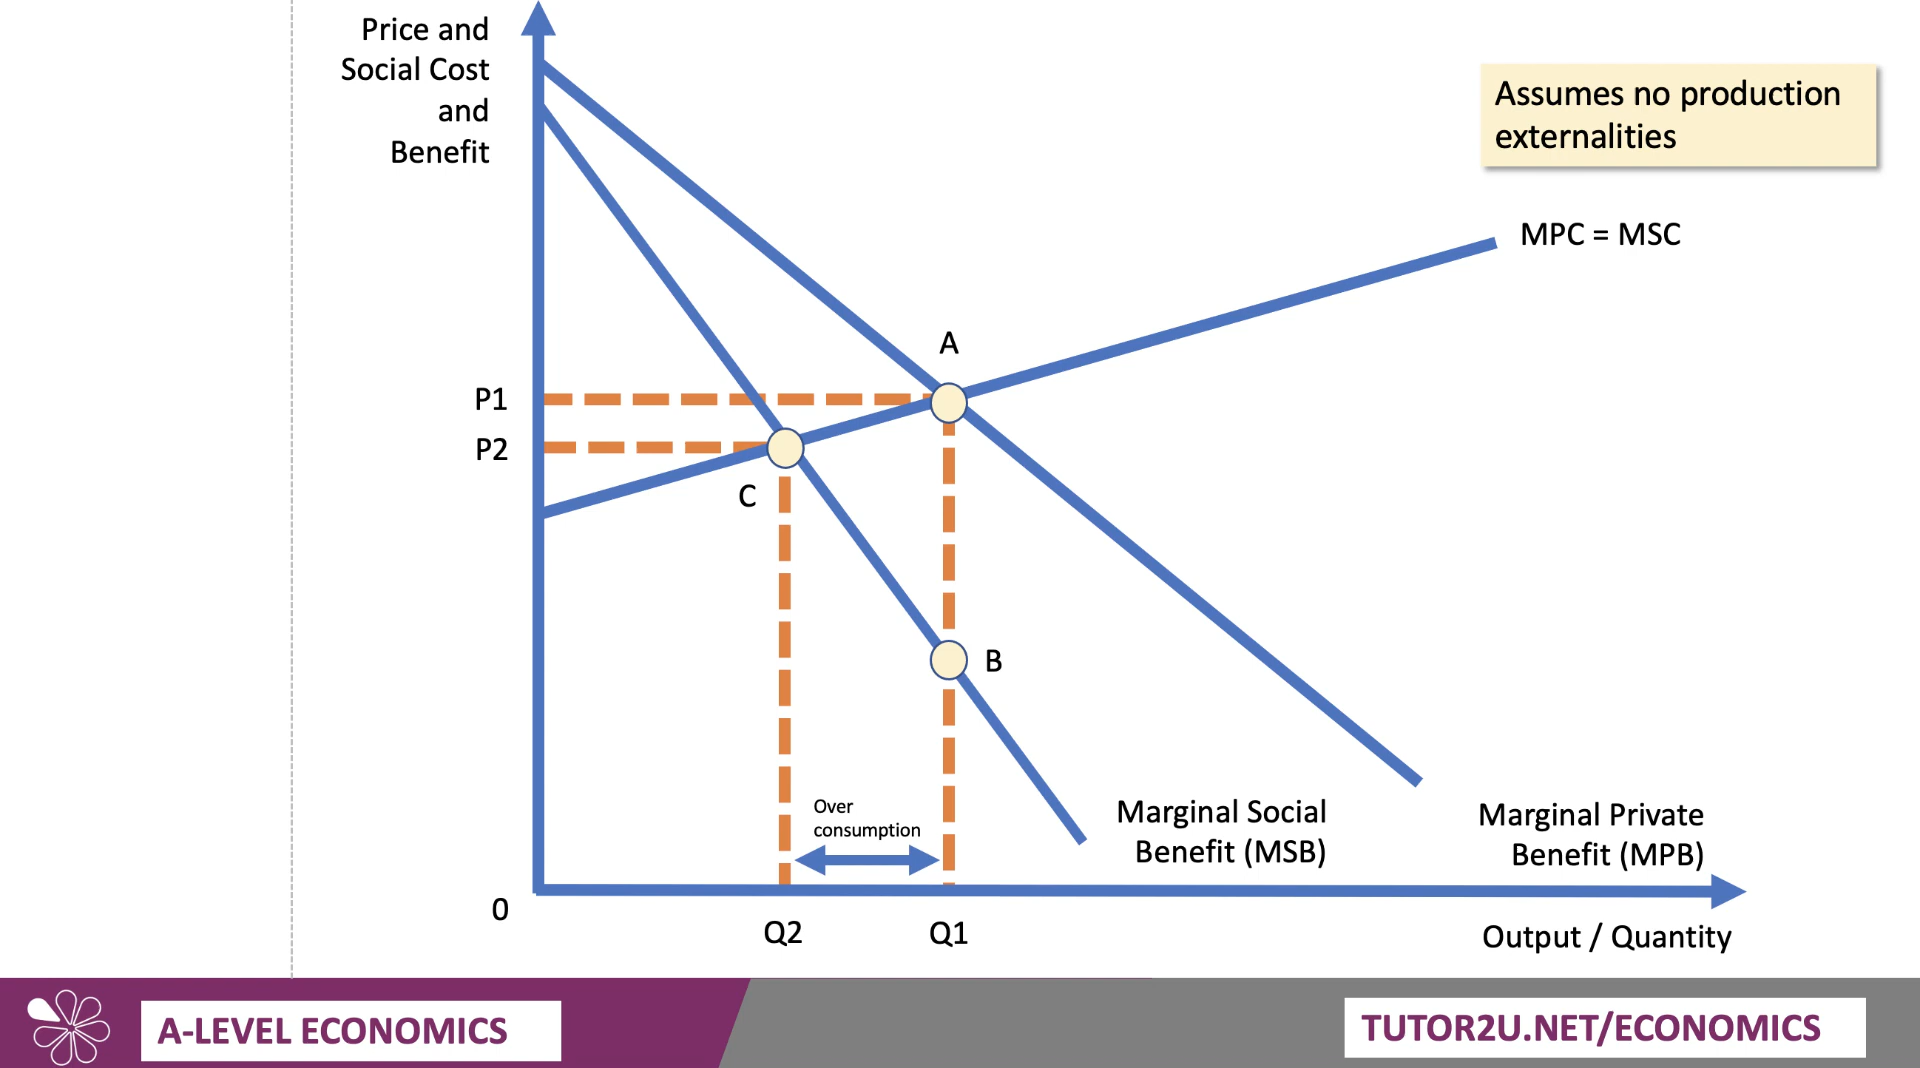 Price and
Social Cost
and
Benefit
Assumes no production
externalities
MPC = MSC
A
P1
P2
C
B
Over
consumption
Marginal Social
Benefit (MSB)
Marginal Private
Benefit (MPB)
0
Q2
Q1
Output / Quantity
A-LEVEL ECONOMICS
TUTOR2U.NET/ECONOMICS